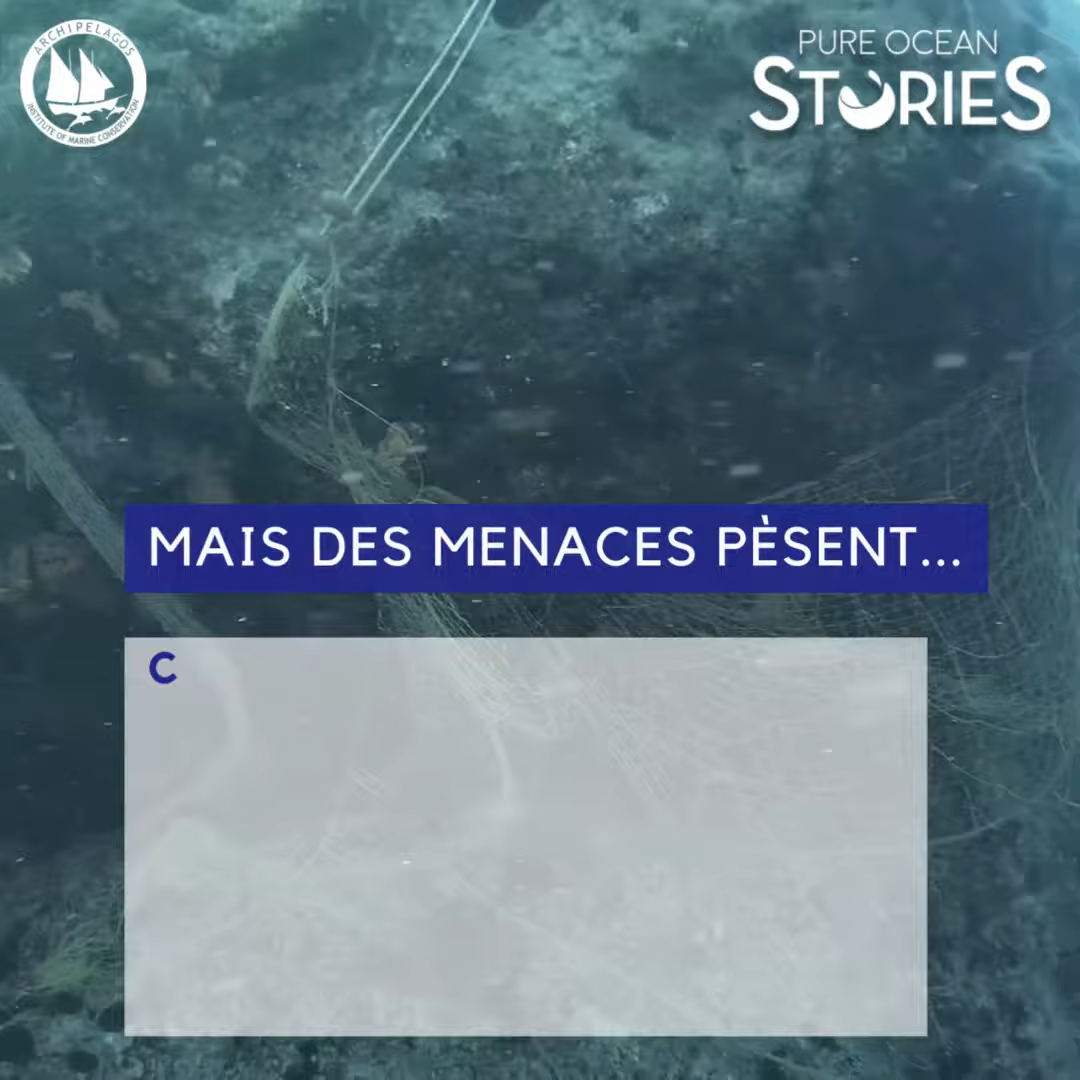 ARCHIPELAGOS
INSTITUTE OF MARINE CONSERVATION
PURE OCEAN
STORIES
MAIS DES MENACES PÈSENT...
C